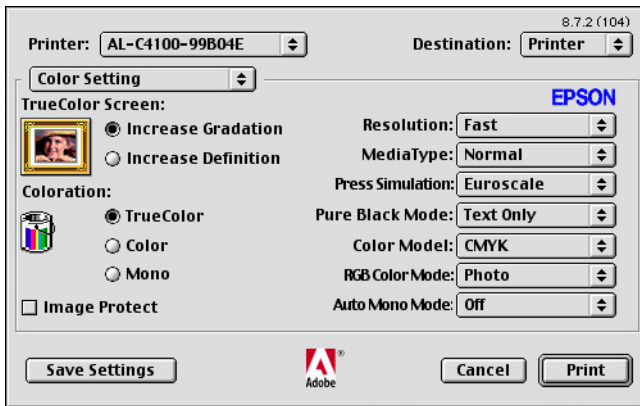 8.7.2 (104)
Printer: AL-C4100-99B04E
Destination: Printer
Color Setting
EPSON
TrueColor Screen:
Increase Gradation
Increase Definition
Coloration:
TrueColor
Color
Mono
Image Protect
Resolution: Fast
MediaType: Normal
Press Simulation: Euroscale
Pure Black Mode: Text Only
Color Model: CMYK
RGB Color Mode: Photo
Auto Mono Mode: Off
Save Settings
Adobe®
Cancel
Print